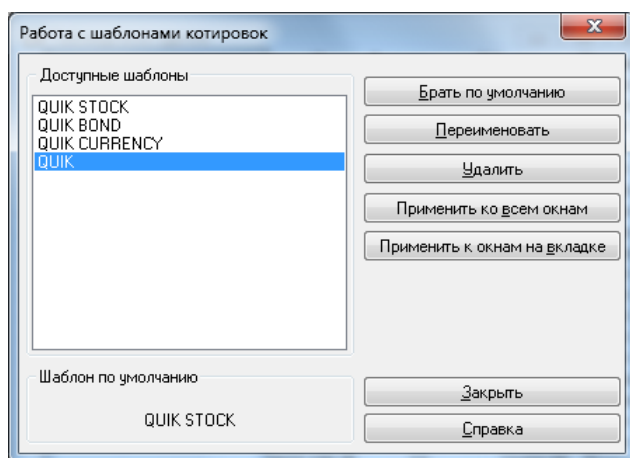 Работа с шаблонами котировок
Доступные шаблоны
QUIK STOCK
QUIK BOND
QUIK CURRENCY
QUIK
Брать по умолчанию
Переименовать
Удалить
Применить ко всем окнам
Применить к окнам на вкладке
Шаблон по умолчанию
QUIK STOCK
Закрыть
Справка